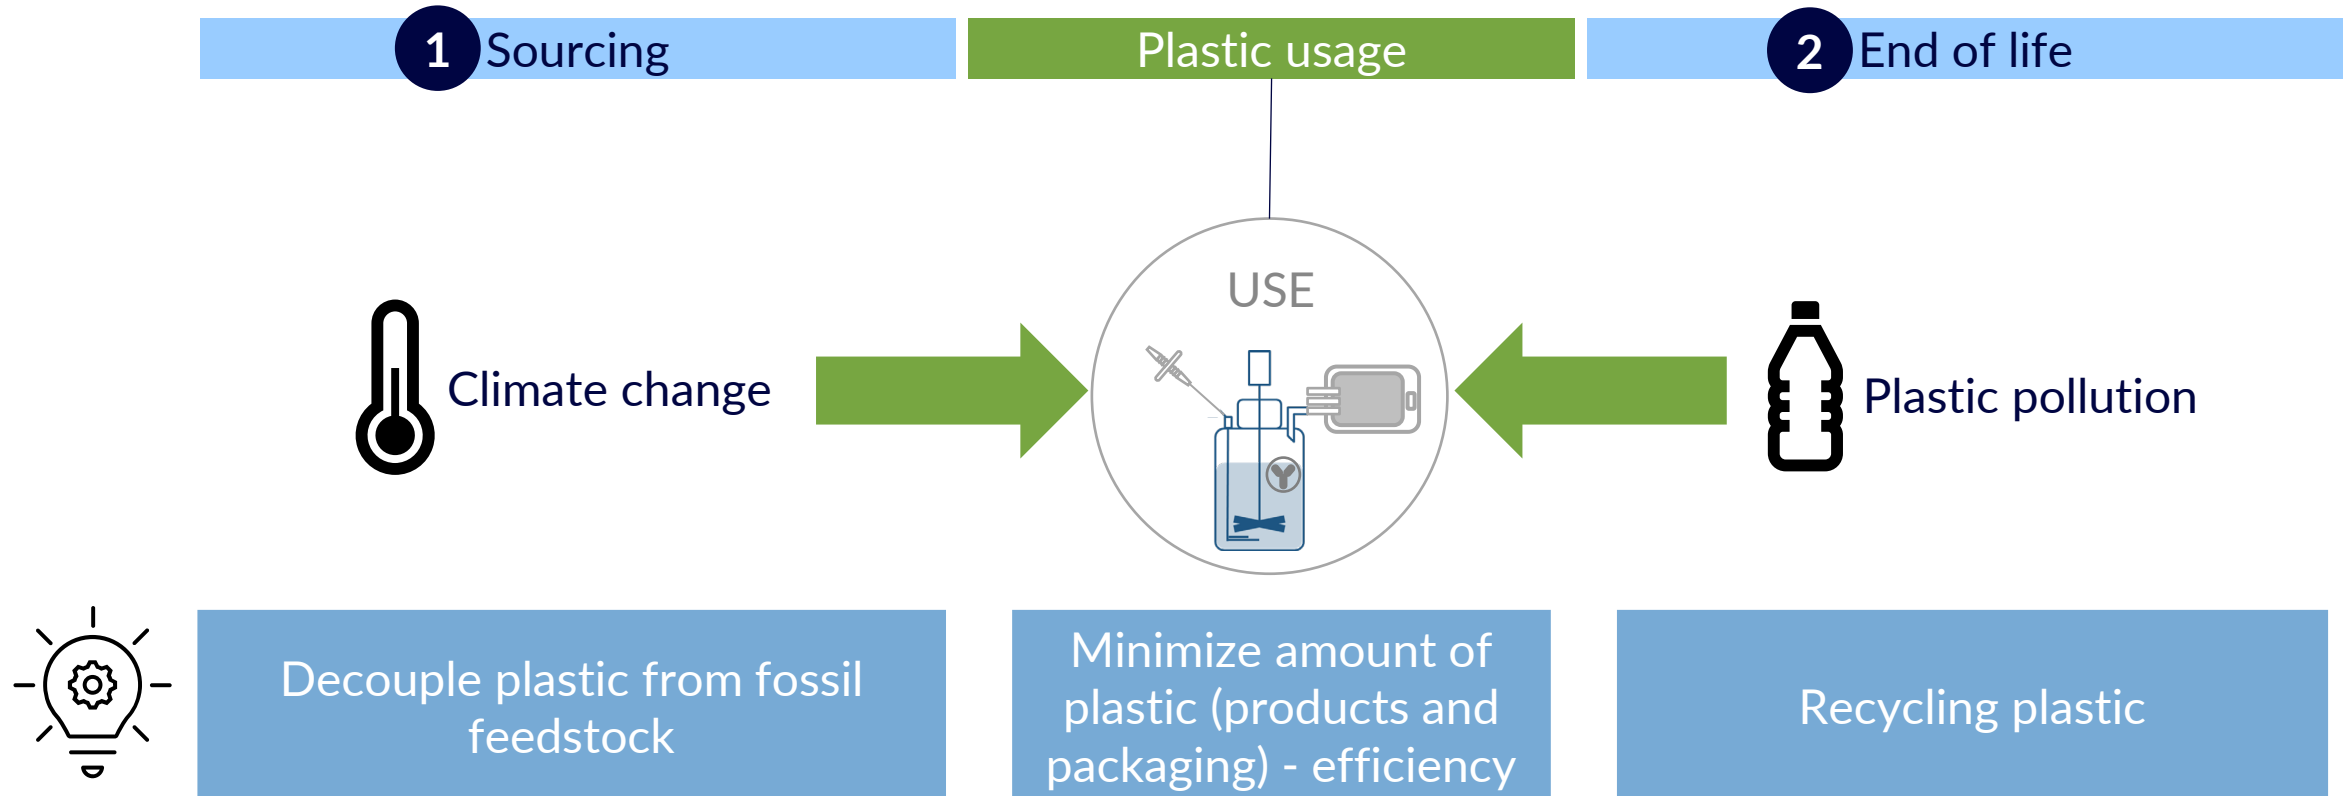 1 Sourcing
Plastic usage
2 End of life
USE
Climate change
Plastic pollution
Decouple plastic from fossil
feedstock
Minimize amount of
plastic (products and
packaging) - efficiency
Recycling plastic